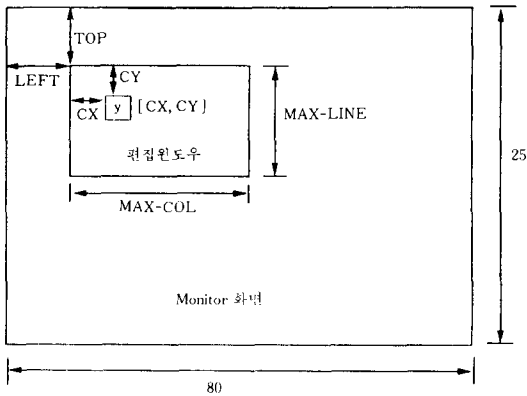 TOP
LEFT
CY
CX
y
[CX, CY]
MAX-LINE
편집윈도우
MAX-COL
25
Monitor 화면
80